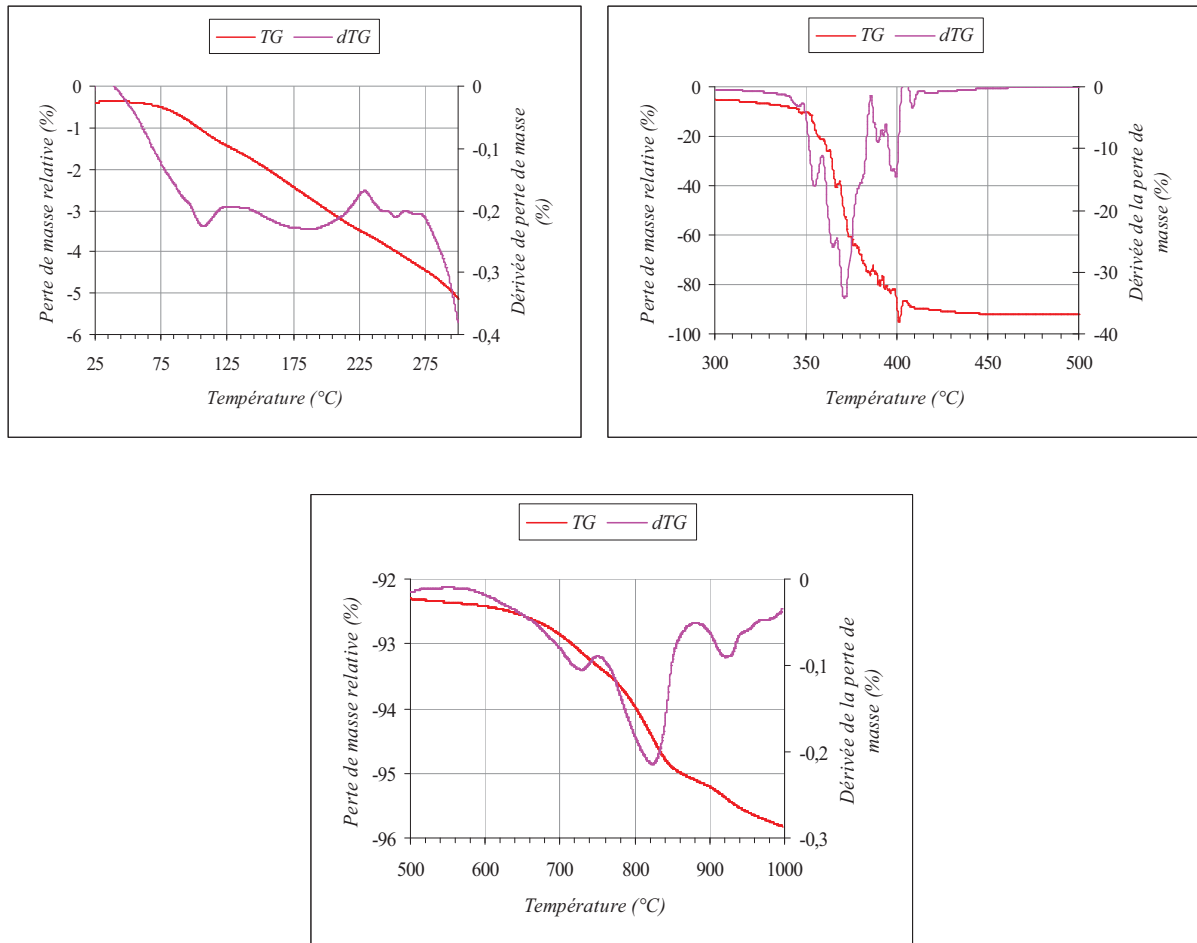 TG dTG
0
-1
-2
-3
-4
-5
-6
0
-0,1
-0,2
-0,3
-0,4
25 75 125 175 225 275
Température (°C)
Perte de masse relative (%)
Dérivée de perte de masse
(%)
TG dTG
0
-20
-40
-60
-80
-100
0
-10
-20
-30
-40
300 350 400 450 500
Température (°C)
Perte de masse relative (%)
Dérivée de la perte de
masse (%)
TG dTG
-92
-93
-94
-95
-96
0
-0,1
-0,2
-0,3
500 600 700 800 900 1000
Température (°C)
Perte de masse relative (%)
Dérivée de la perte de
masse (%)